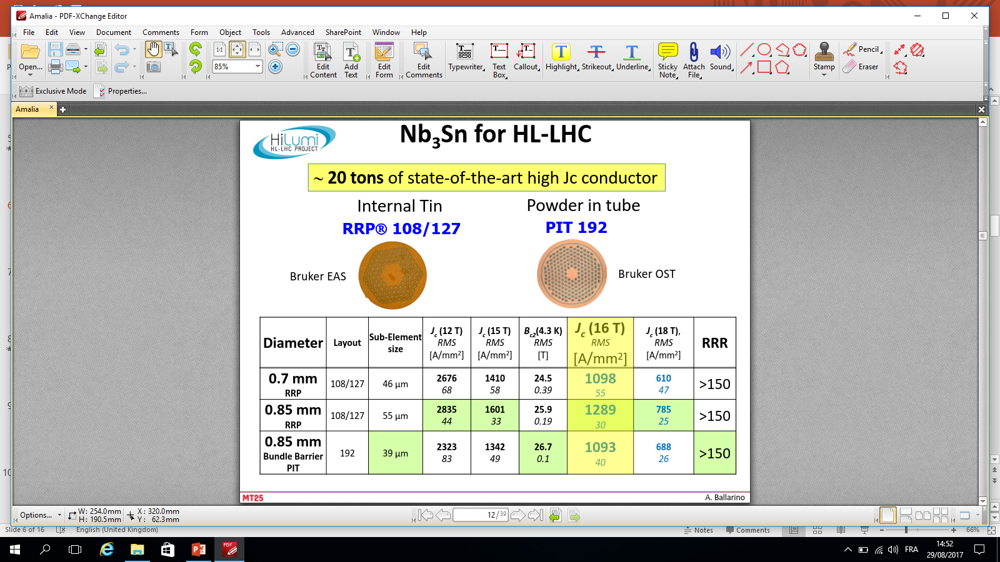 Amalia - PDF-XChange Editor
File Edit View Document Comments Form Object Tools Advanced SharePoint Window Help
Open...
1:1
85%
Edit Content
Add Text
Edit Form
Edit Comments
Typewriter
Text Box
Callout
Highlight
Strikeout
Underline
Sticky Note
Attach File
Sound
Stamp
Pencil
Eraser
Exclusive Mode Properties...
Amalia
HiLumi
HL-LHC PROJECT
Nb3Sn for HL-LHC
~ 20 tons of state-of-the-art high Jc conductor
Internal Tin Powder in tube
RRP® 108/127 PIT 192
Bruker EAS Bruker OST
Diameter Layout Sub-Element size Jc (12 T) RMS [A/mm²] Jc (15 T) RMS [A/mm²] Bc2(4.3 K) RMS [T] Jc (16 T) RMS [A/mm²] Jc (18 T), RMS [A/mm²] RRR
0.7 mm RRP 108/127 46 µm 2676 68 1410 58 24.5 0.39 1098 55 610 47 >150
0.85 mm RRP 108/127 55 µm 2835 44 1601 33 25.9 0.19 1289 30 785 25 >150
0.85 mm Bundle Barrier PIT 192 39 µm 2323 83 1342 49 26.7 0.1 1093 40 688 26 >150
MT25 A. Ballarino
Options... W: 254.0mm X: 320.0mm
H: 190.5mm Y: 62.3mm
12/39
Slide 6 of 16 English (United Kingdom) Notes Comments 66%
FRA
14:52
29/08/2017